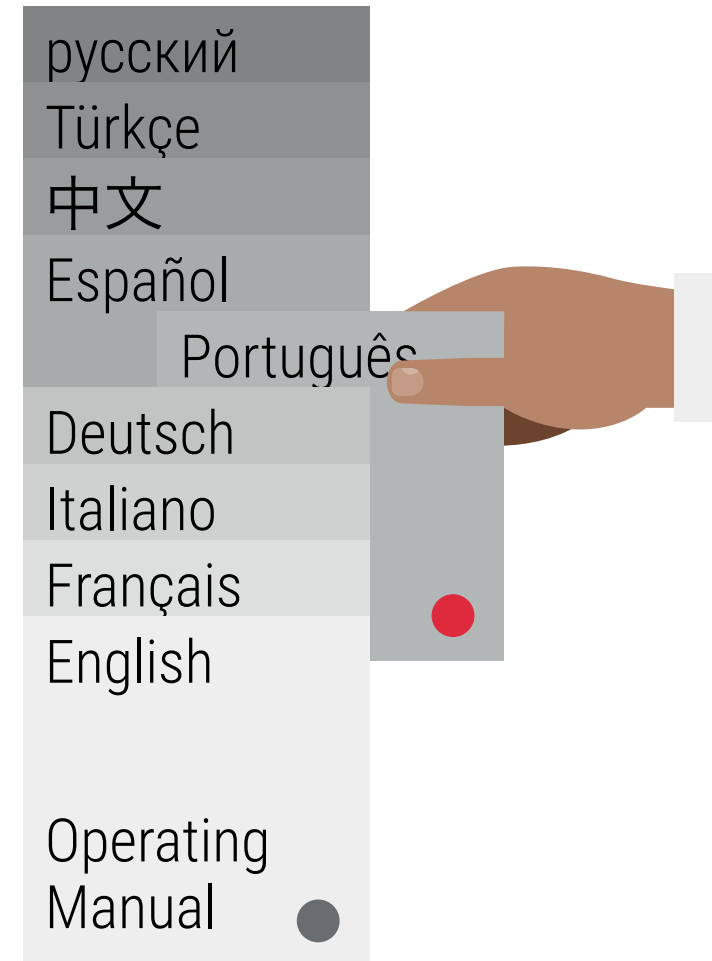 русский
Türkçe
中文
Español
Português
Deutsch
Italiano
Français
English
Operating
Manual